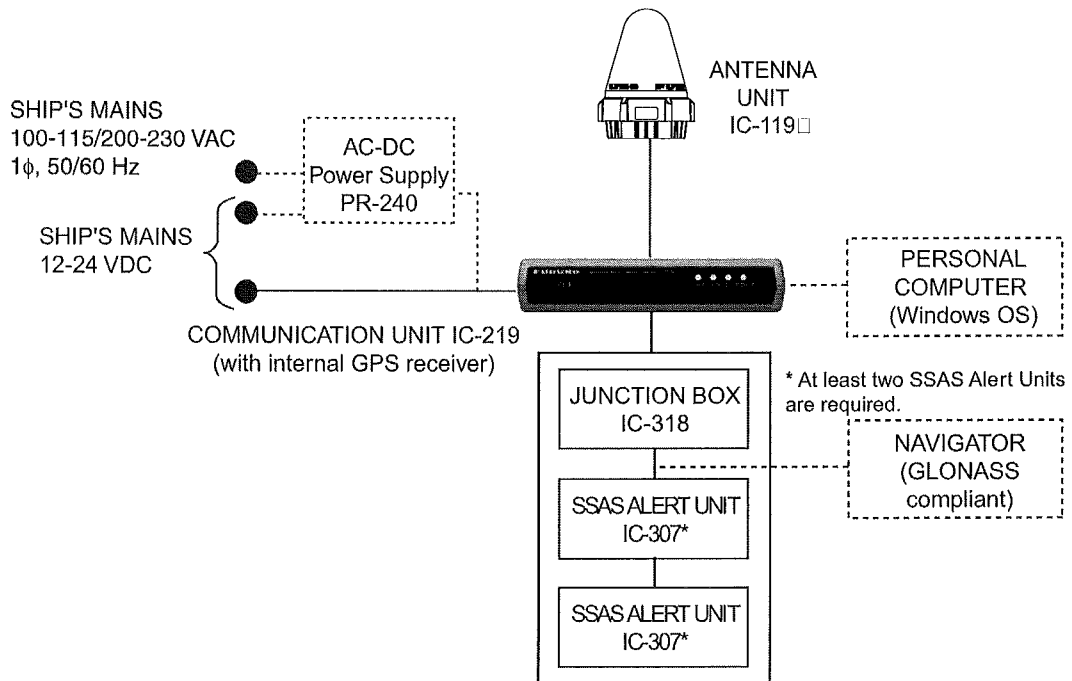 ANTENNA
UNIT
IC-119□
SHIP'S MAINS
100-115/200-230 VAC
1ϕ, 50/60 Hz
AC-DC
Power Supply
PR-240
SHIP'S MAINS
12-24 VDC
COMMUNICATION UNIT IC-219
(with internal GPS receiver)
PERSONAL
COMPUTER
(Windows OS)
* At least two SSAS Alert Units
are required.
JUNCTION BOX
IC-318
NAVIGATOR
(GLONASS
compliant)
SSAS ALERT UNIT
IC-307*
SSAS ALERT UNIT
IC-307*